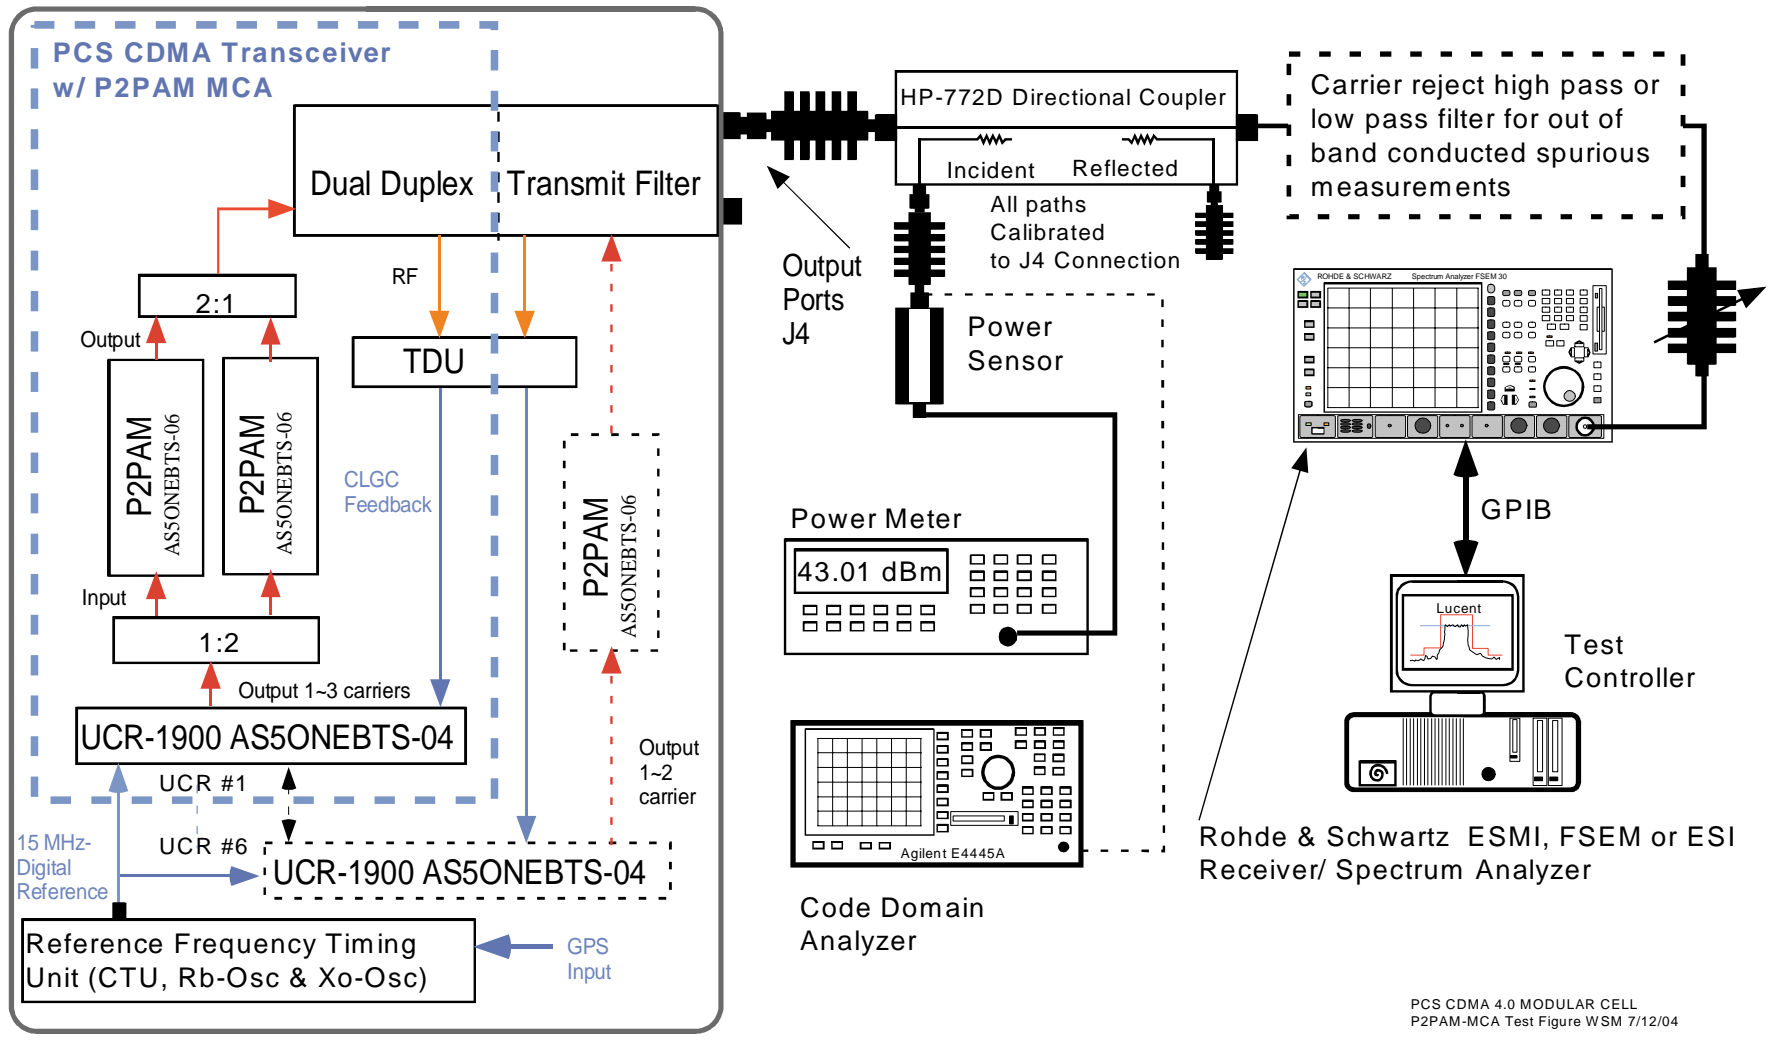 PCS CDMA Transceiver
w/ P2PAM MCA
Dual Duplex
Transmit Filter
RF
2:1
Output
TDU
P2PAM
AS5ONEBTS-06
P2PAM
AS5ONEBTS-06
CLGC
Feedback
P2PAM
AS5ONEBTS-06
Input
1:2
Output 1~3 carriers
UCR-1900 AS5ONEBTS-04
UCR #1
Output
1~2
carrier
15 MHz-
Digital
Reference
UCR #6
UCR-1900 AS5ONEBTS-04
Reference Frequency Timing
Unit (CTU, Rb-Osc & Xo-Osc)
GPS
Input
HP-772D Directional Coupler
Incident
Reflected
All paths
Calibrated
to J4 Connection
Output
Ports
J4
Power
Sensor
Power Meter
43.01 dBm
Agilent E4445A
Code Domain
Analyzer
Carrier reject high pass or
low pass filter for out of
band conducted spurious
measurements
ROHDE & SCHWARZ
Spectrum Analyzer FSEM 30
GPIB
Lucent
Test
Controller
Rohde & Schwartz ESMI, FSEM or ESI
Receiver/ Spectrum Analyzer
PCS CDMA 4.0 MODULAR CELL
P2PAM-MCA Test Figure WSM 7/12/04